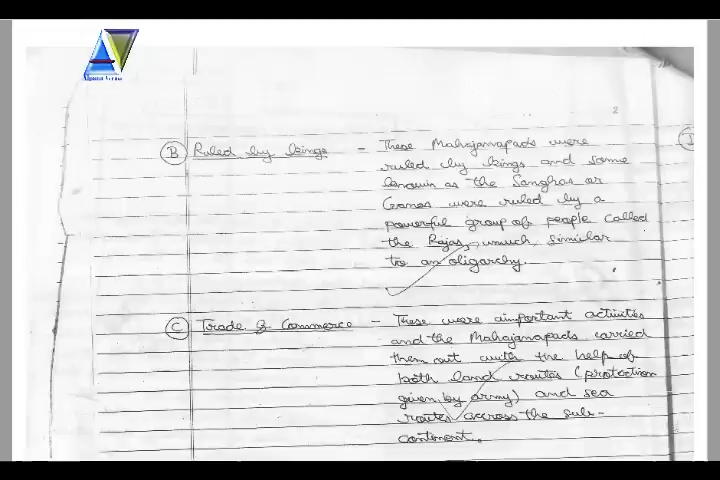 2
B Ruled by kings - These Mahajanapads were
ruled by kings and some
known as the Sanghas or
Ganas were ruled by a
powerful group of people called
the Rajas, much similar
to an oligarchy.
C Trade & Commerce - These were important activities
and the Mahajanapads carried
them out with the help of
both land routes (protection
given by army) and sea
routes across the sub-
continent.